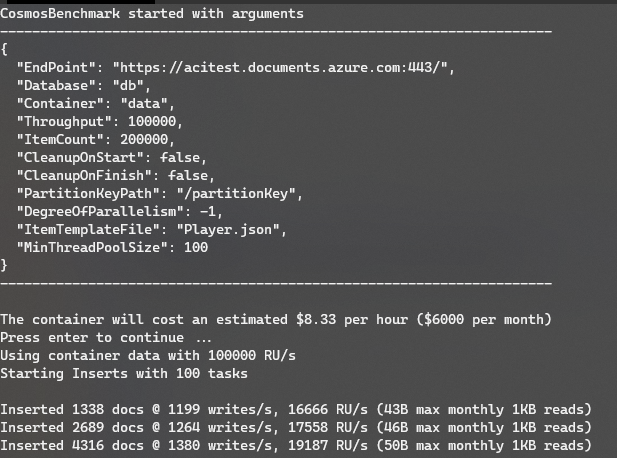 CosmosBenchmark started with arguments
---------------------------------------------------------------------
{
  "EndPoint": "https://acitest.documents.azure.com:443/",
  "Database": "db",
  "Container": "data",
  "Throughput": 100000,
  "ItemCount": 200000,
  "CleanupOnStart": false,
  "CleanupOnFinish": false,
  "PartitionKeyPath": "/partitionKey",
  "DegreeOfParallelism": -1,
  "ItemTemplateFile": "Player.json",
  "MinThreadPoolSize": 100
}
---------------------------------------------------------------------
The container will cost an estimated $8.33 per hour ($6000 per month)
Press enter to continue ...
Using container data with 100000 RU/s
Starting Inserts with 100 tasks
Inserted 1338 docs @ 1199 writes/s, 16666 RU/s (43B max monthly 1KB reads)
Inserted 2689 docs @ 1264 writes/s, 17558 RU/s (46B max monthly 1KB reads)
Inserted 4316 docs @ 1380 writes/s, 19187 RU/s (50B max monthly 1KB reads)